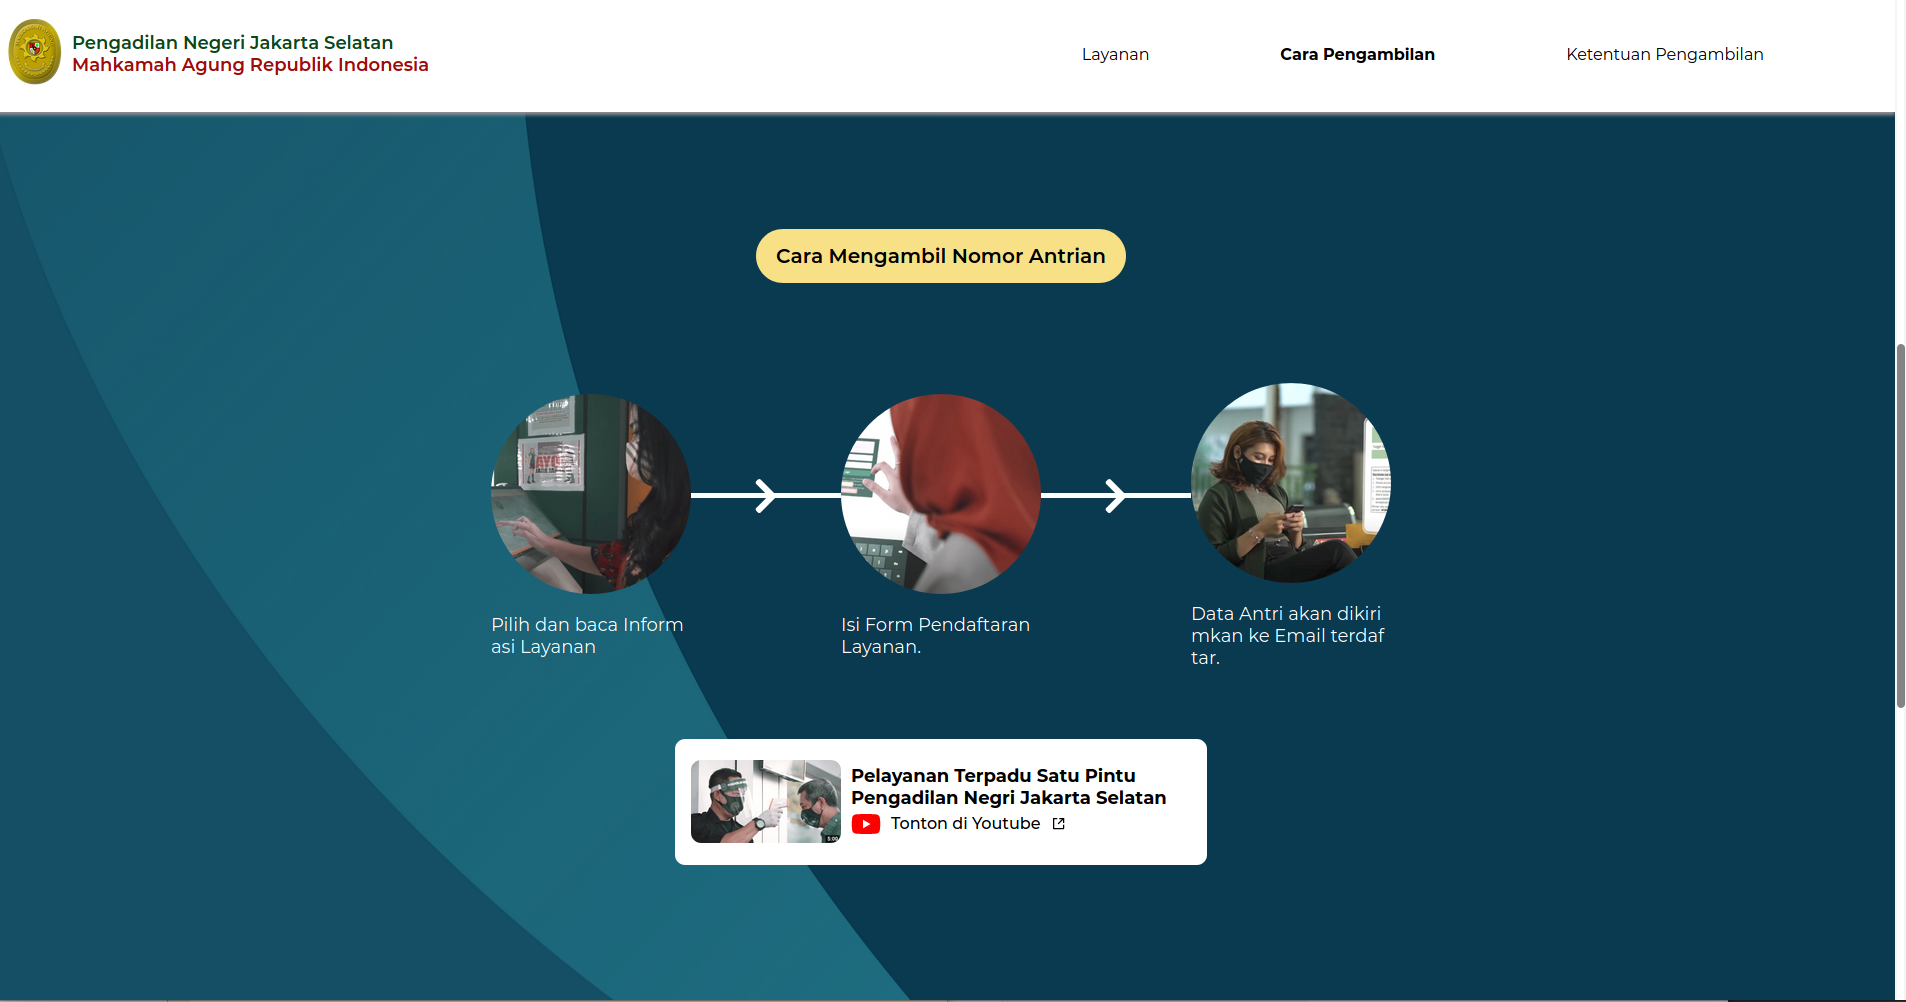 Pengadilan Negeri Jakarta Selatan
Mahkamah Agung Republik Indonesia
Layanan
Cara Pengambilan
Ketentuan Pengambilan
Cara Mengambil Nomor Antrian
Pilih dan baca Inform
asi Layanan
Isi Form Pendaftaran
Layanan.
Data Antri akan dikiri
mkan ke Email terdaf
tar.
Pelayanan Terpadu Satu Pintu
Pengadilan Negri Jakarta Selatan
Tonton di Youtube